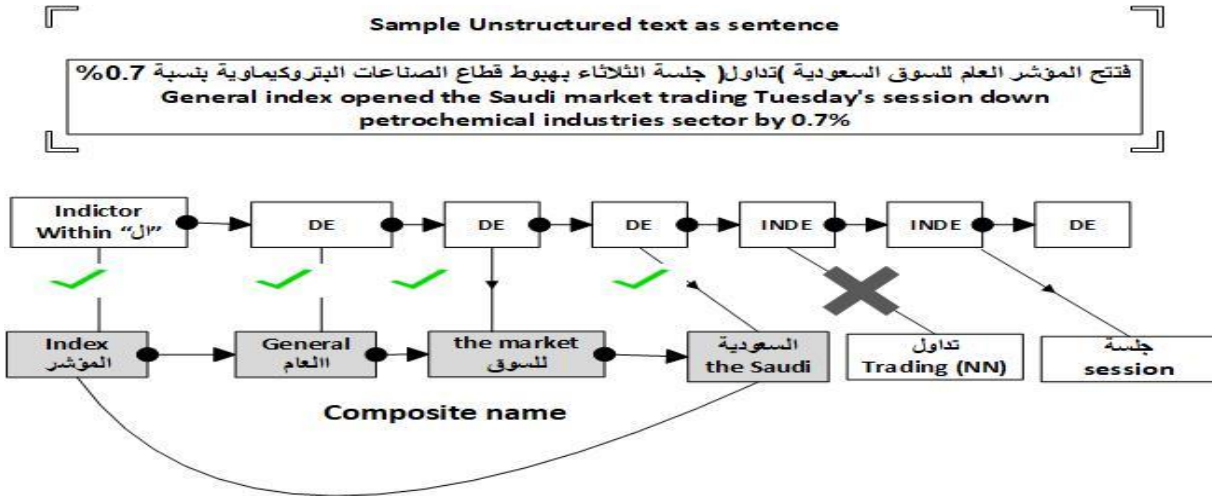 Sample Unstructured text as sentence
فتتح المؤشر العام للسوق السعودية )تداول( جلسة الثلاثاء بهبوط قطاع الصناعات البتروكيماوية بنسبة 0.7%
General index opened the Saudi market trading Tuesday's session down
petrochemical industries sector by 0.7%
Indictor
Within “ال”
DE
DE
DE
INDE
INDE
DE
Index
المؤشر
General
االعام
the market
للسوق
السعودية
the Saudi
تداول
Trading (NN)
جلسة
session
Composite name